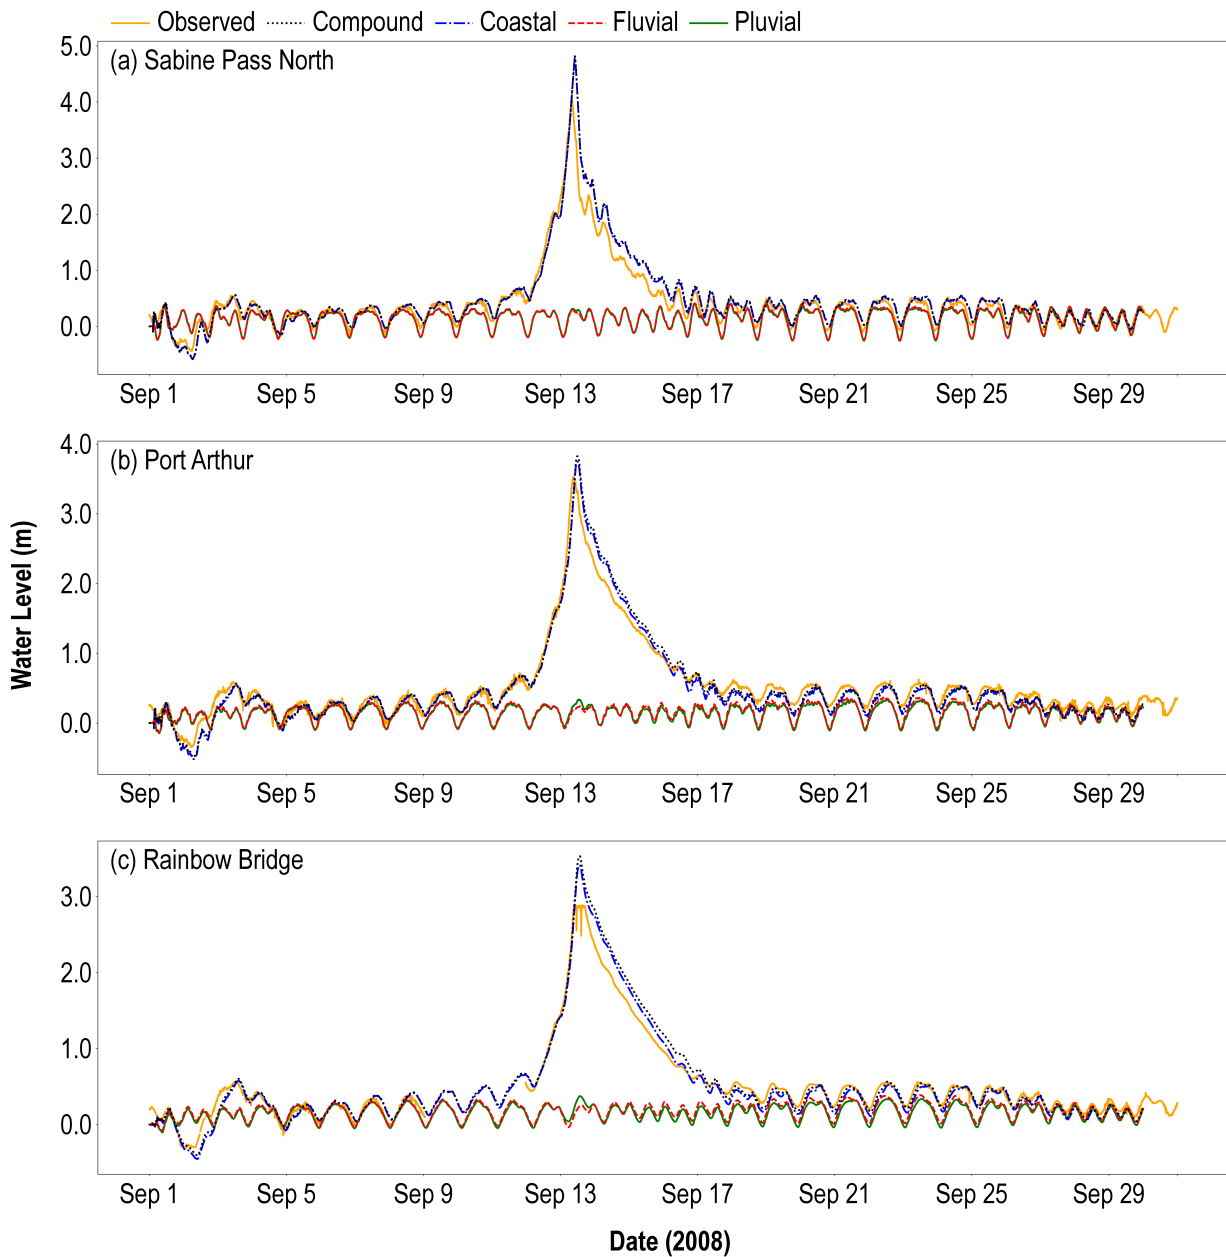 Observed Compound Coastal Fluvial Pluvial
(a) Sabine Pass North
5.0
4.0
3.0
2.0
1.0
0.0
Sep 1 Sep 5 Sep 9 Sep 13 Sep 17 Sep 21 Sep 25 Sep 29
(b) Port Arthur
4.0
3.0
2.0
1.0
0.0
Sep 1 Sep 5 Sep 9 Sep 13 Sep 17 Sep 21 Sep 25 Sep 29
Water Level (m)
(c) Rainbow Bridge
3.0
2.0
1.0
0.0
Sep 1 Sep 5 Sep 9 Sep 13 Sep 17 Sep 21 Sep 25 Sep 29
Date (2008)